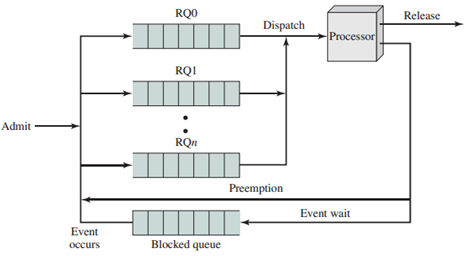 RQ0
Dispatch
Release
Processor
RQ1
Admit
RQn
Preemption
Event wait
Event
occurs
Blocked queue